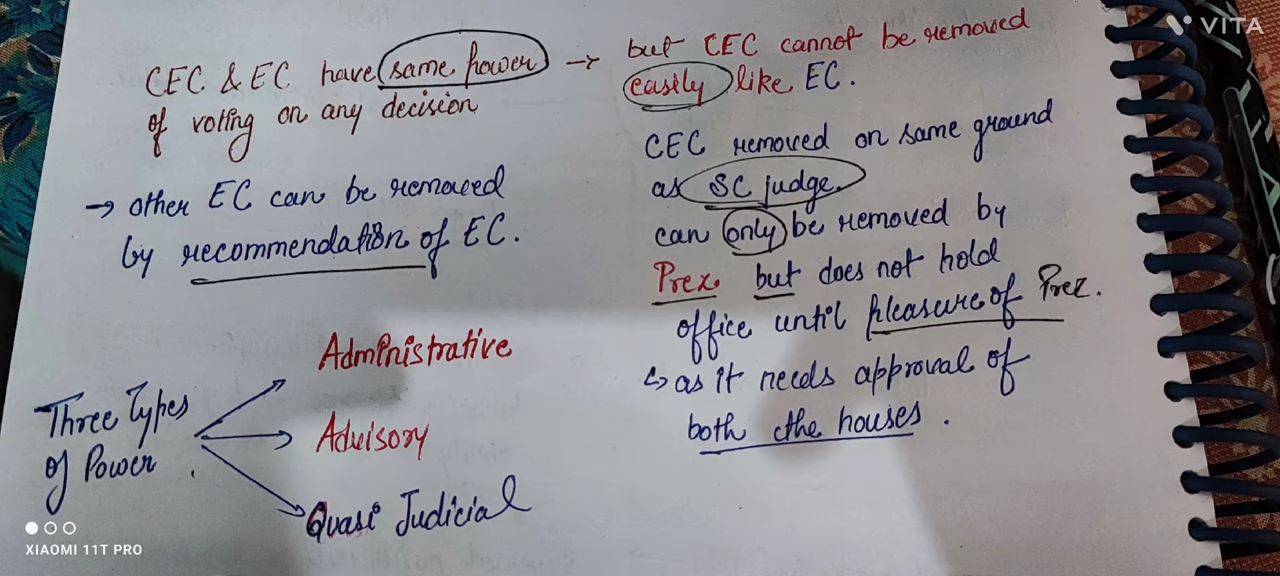 CEC & EC have same power →
of voting on any decision
→ other EC can be removed
by recommendation of EC.
but CEC cannot be removed
easily like EC.
CEC removed on same ground
as SC judge.
can only be removed by
Prez. but does not hold
office until pleasure of Prez.
↳ as it needs approval of
both the houses.
Three Types
of Power
Administrative
Advisory
Quasi Judicial
VITA
XIAOMI 11T PRO